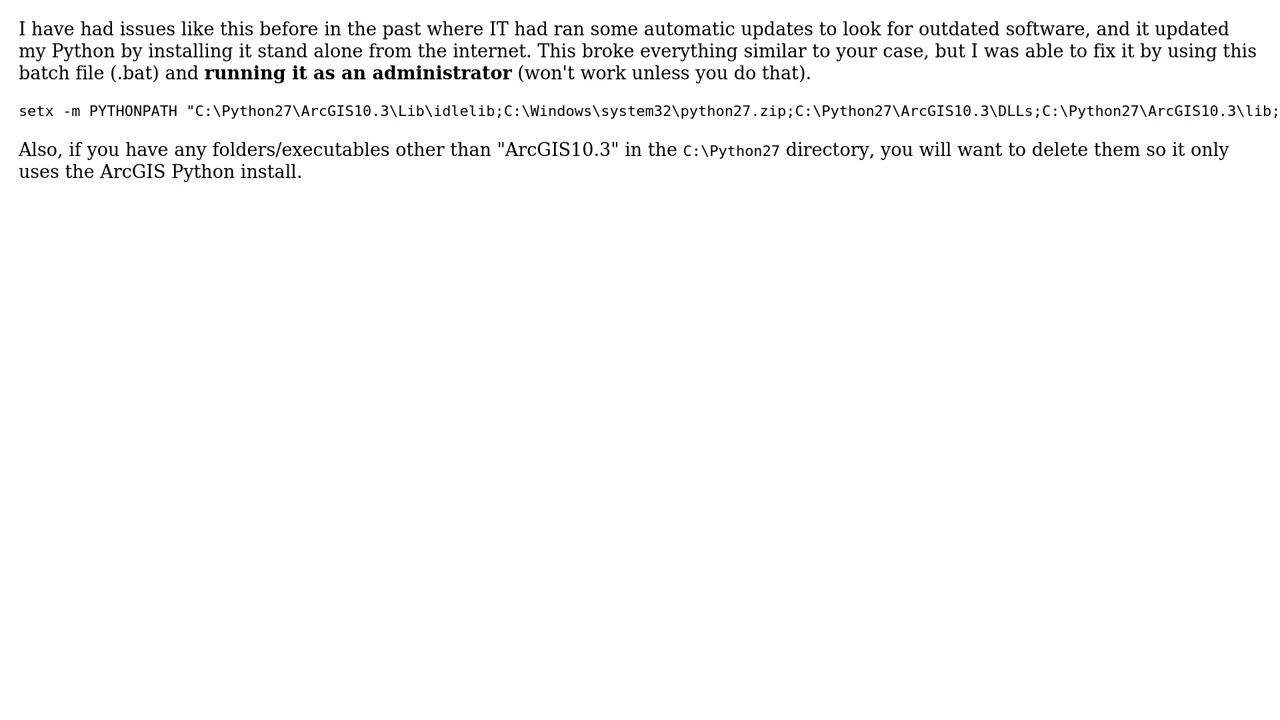 I have had issues like this before in the past where IT had ran some automatic updates to look for outdated software, and it updated
my Python by installing it stand alone from the internet. This broke everything similar to your case, but I was able to fix it by using this
batch file (.bat) and running it as an administrator (won't work unless you do that).
setx -m PYTHONPATH "C:\Python27\ArcGIS10.3\Lib\idlelib;C:\Windows\system32\python27.zip;C:\Python27\ArcGIS10.3\DLLs;C:\Python27\ArcGIS10.3\lib;
Also, if you have any folders/executables other than "ArcGIS10.3" in the C:\Python27 directory, you will want to delete them so it only
uses the ArcGIS Python install.